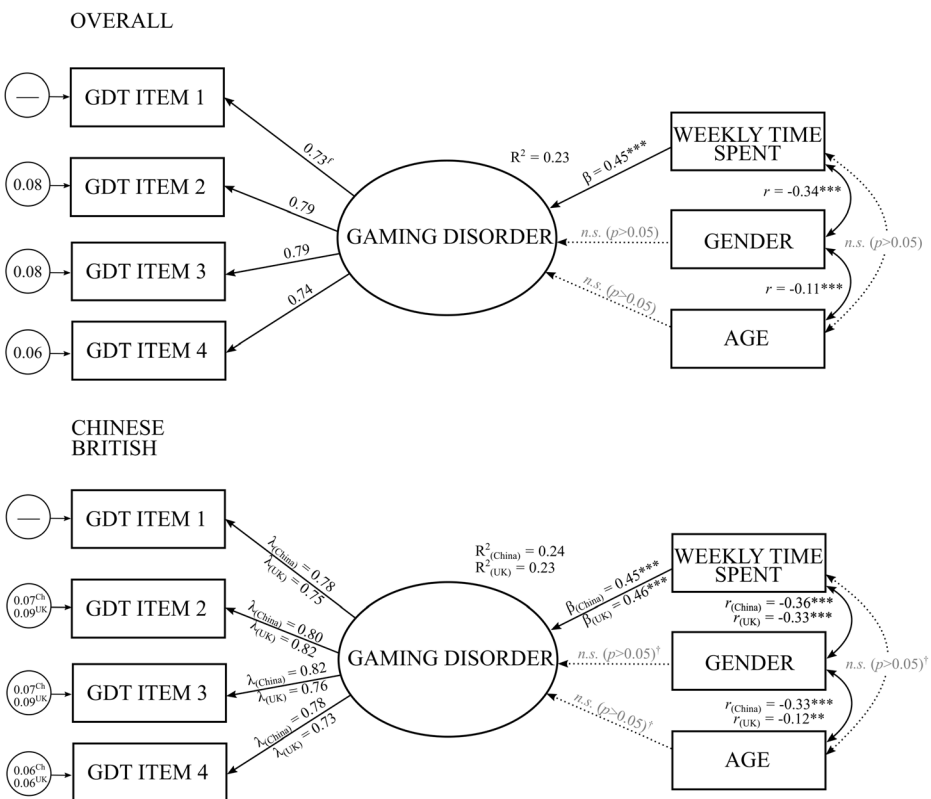 OVERALL
—
GDT ITEM 1
0.08
GDT ITEM 2
0.08
GDT ITEM 3
0.06
GDT ITEM 4
0.73ᶠ
0.79
0.79
0.74
GAMING DISORDER
R² = 0.23
β = 0.45***
n.s. (p>0.05)
n.s. (p>0.05)
WEEKLY TIME
SPENT
GENDER
AGE
r = -0.34***
r = -0.11***
n.s. (p>0.05)
CHINESE
BRITISH
—
GDT ITEM 1
0.07Ch
0.09UK
GDT ITEM 2
0.07Ch
0.09UK
GDT ITEM 3
0.06Ch
0.06UK
GDT ITEM 4
λ(China) = 0.78
λ(UK) = 0.75
λ(China) = 0.80
λ(UK) = 0.82
λ(China) = 0.82
λ(UK) = 0.76
λ(China) = 0.78
λ(UK) = 0.73
GAMING DISORDER
R²(China) = 0.24
R²(UK) = 0.23
β(China) = 0.45***
β(UK) = 0.46***
n.s. (p>0.05)†
n.s. (p>0.05)†
WEEKLY TIME
SPENT
GENDER
AGE
r(China) = -0.36***
r(UK) = -0.33***
r(China) = -0.33***
r(UK) = -0.12**
n.s. (p>0.05)†